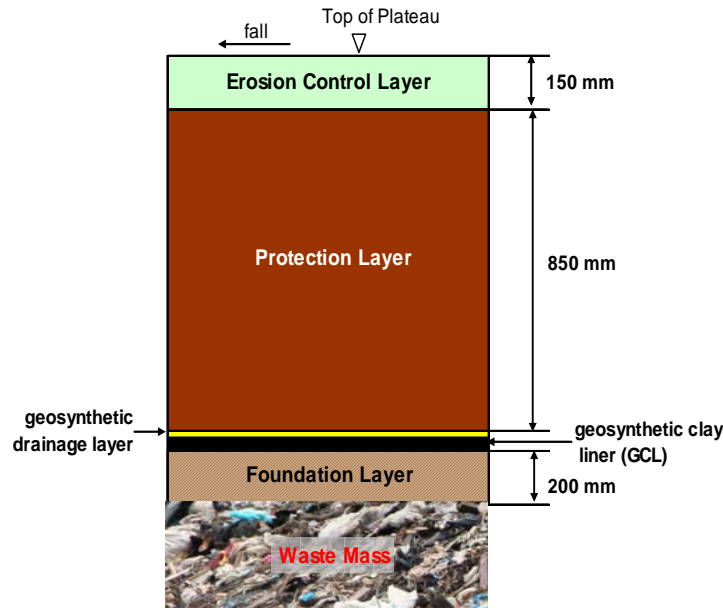 Top of Plateau
fall
Erosion Control Layer
150 mm
Protection Layer
850 mm
geosynthetic
drainage layer
geosynthetic clay
liner (GCL)
Foundation Layer
200 mm
Waste Mass